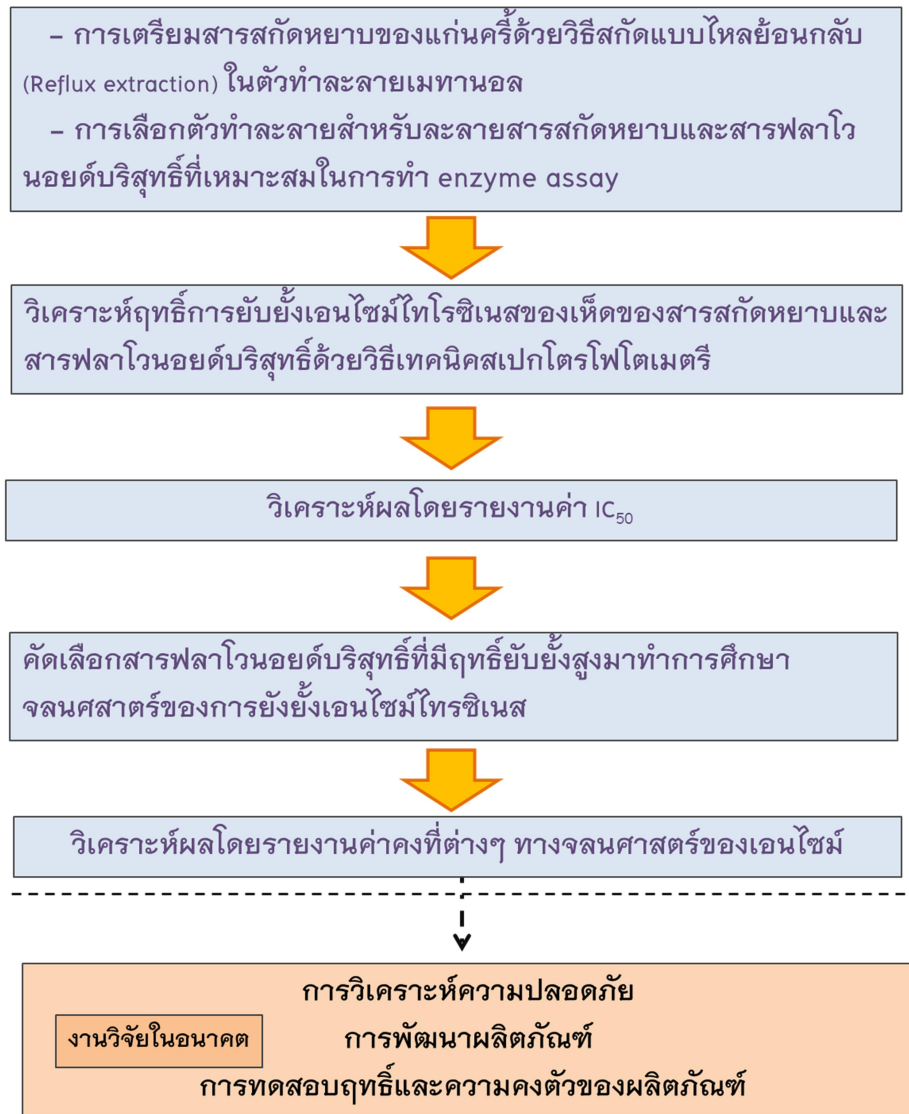 – การเตรียมสารสกัดหยาบของแก่นครี้ด้วยวิธีสกัดแบบไหลย้อนกลับ
(Reflux extraction) ในตัวทำละลายเมทานอล
– การเลือกตัวทำละลายสำหรับละลายสารสกัดหยาบและสารฟลาโว
นอยด์บริสุทธิ์ที่เหมาะสมในการทำ enzyme assay
วิเคราะห์ฤทธิ์การยับยั้งเอนไซม์ไทโรซิเนสของเห็ดของสารสกัดหยาบและ
สารฟลาโวนอยด์บริสุทธิ์ด้วยวิธีเทคนิคสเปกโตรโฟโตเมตรี
วิเคราะห์ผลโดยรายงานค่า IC50
คัดเลือกสารฟลาโวนอยด์บริสุทธิ์ที่มีฤทธิ์ยับยั้งสูงมาทำการศึกษา
จลนศสาตร์ของการยังยั้งเอนไซม์ไทรซิเนส
วิเคราะห์ผลโดยรายงานค่าคงที่ต่างๆ ทางจลนศาสตร์ของเอนไซม์
การวิเคราะห์ความปลอดภัย
งานวิจัยในอนาคต
การพัฒนาผลิตภัณฑ์
การทดสอบฤทธิ์และความคงตัวของผลิตภัณฑ์